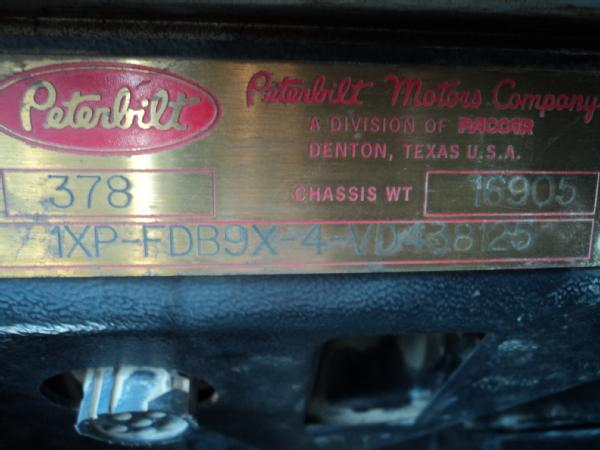 Peterbilt
Peterbilt Motors Company
A DIVISION OF PACCAR
DENTON, TEXAS U.S.A.
378 CHASSIS WT 16905
1XP-FDB9X-4-VD438125